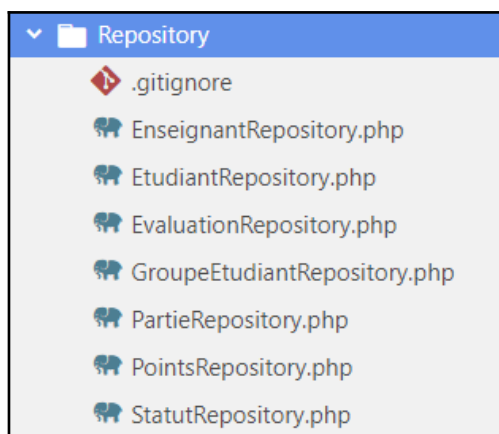 Repository
.gitignore
EnseignantRepository.php
EtudiantRepository.php
EvaluationRepository.php
GroupeEtudiantRepository.php
PartieRepository.php
PointsRepository.php
StatutRepository.php